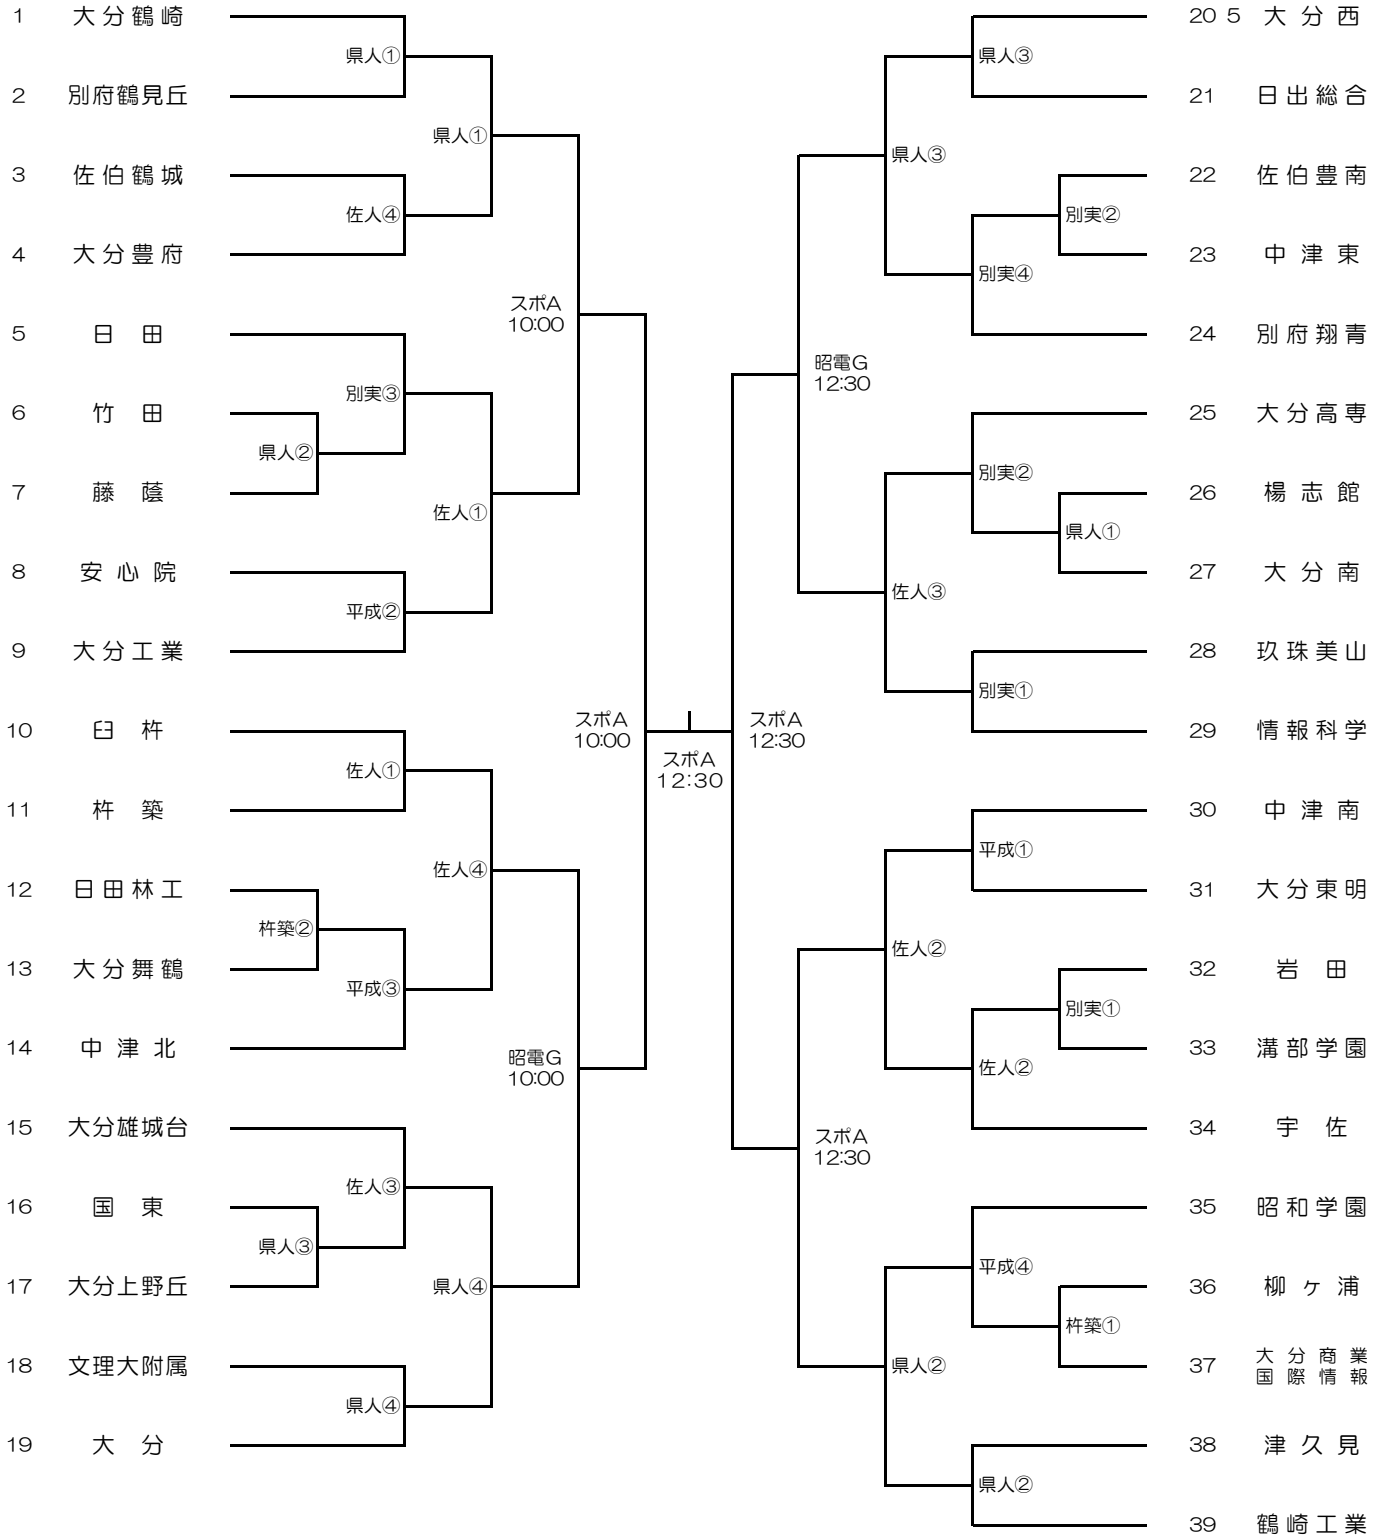 1 大分鶴崎
県人①
2 別府鶴見丘
県人①
3 佐伯鶴城
佐人④
4 大分豊府
スポA
10:00
5 日田
別実③
6 竹田
県人②
7 藤蔭
佐人①
8 安心院
平成②
9 大分工業
スポA
10:00
10 臼杵
佐人①
11 杵築
佐人④
12 日田林工
杵築②
13 大分舞鶴
平成③
14 中津北
昭電G
10:00
15 大分雄城台
佐人③
16 国東
県人③
17 大分上野丘
県人④
18 文理大附属
県人④
19 大分
スポA
12:30
20 5 大分西
県人③
21 日出総合
県人③
22 佐伯豊南
別実②
23 中津東
別実④
24 別府翔青
昭電G
12:30
25 大分高専
別実②
26 楊志館
県人①
27 大分南
佐人③
28 玖珠美山
別実①
29 情報科学
スポA
12:30
30 中津南
平成①
31 大分東明
佐人②
32 岩田
別実①
33 溝部学園
佐人②
34 宇佐
スポA
12:30
35 昭和学園
平成④
36 柳ヶ浦
杵築①
37 大分商業
国際情報
県人②
38 津久見
県人②
39 鶴崎工業